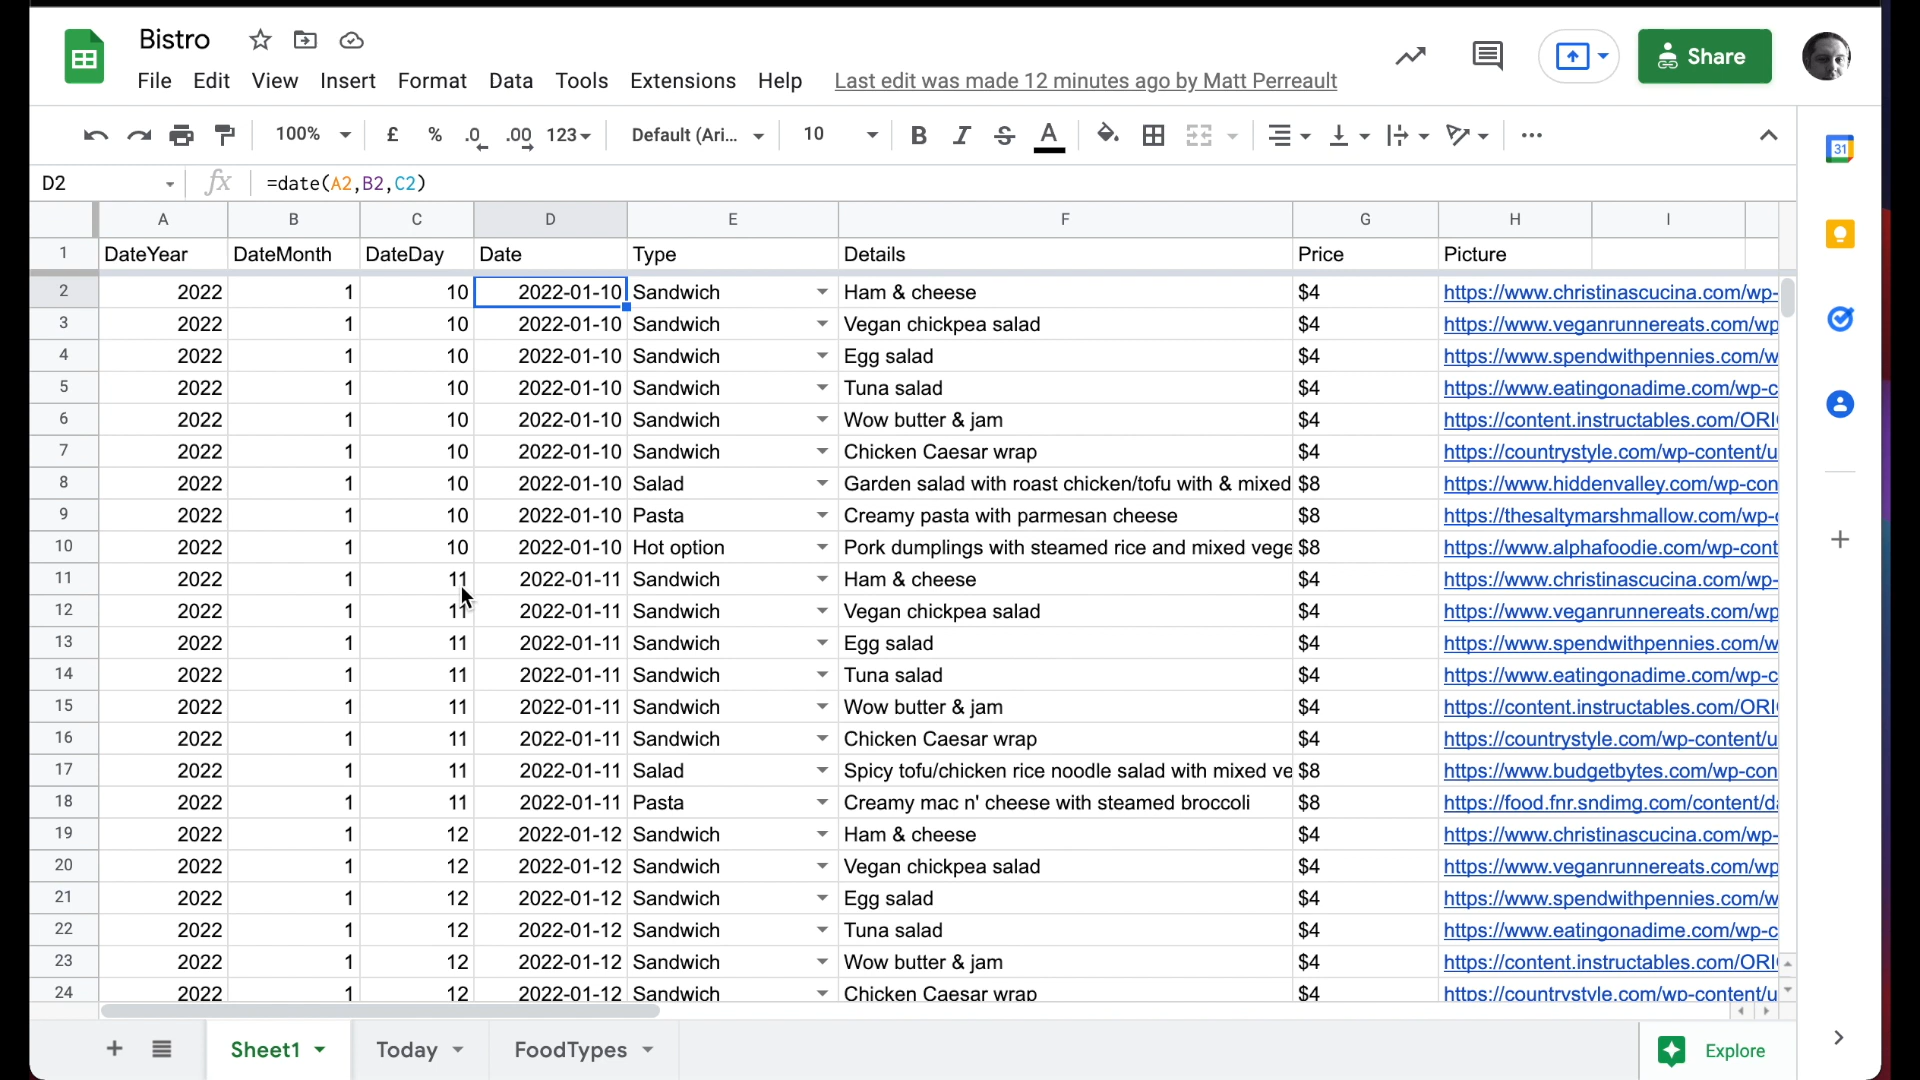 Bistro
File Edit View Insert Format Data Tools Extensions Help Last edit was made 12 minutes ago by Matt Perreault
Share
100% £ % .0 .00 123 Default (Ari... 10 B I S A
31
D2 fx =date(A2,B2,C2)
A B C D E F G H I
1 DateYear DateMonth DateDay Date Type Details Price Picture
2 2022 1 10 2022-01-10 Sandwich Ham & cheese $4 https://www.christinascucina.com/wp-
3 2022 1 10 2022-01-10 Sandwich Vegan chickpea salad $4 https://www.veganrunnereats.com/wp
4 2022 1 10 2022-01-10 Sandwich Egg salad $4 https://www.spendwithpennies.com/w
5 2022 1 10 2022-01-10 Sandwich Tuna salad $4 https://www.eatingonadime.com/wp-c
6 2022 1 10 2022-01-10 Sandwich Wow butter & jam $4 https://content.instructables.com/ORI
7 2022 1 10 2022-01-10 Sandwich Chicken Caesar wrap $4 https://countrystyle.com/wp-content/u
8 2022 1 10 2022-01-10 Salad Garden salad with roast chicken/tofu with & mixed $8 https://www.hiddenvalley.com/wp-con
9 2022 1 10 2022-01-10 Pasta Creamy pasta with parmesan cheese $8 https://thesaltymarshmallow.com/wp-
10 2022 1 10 2022-01-10 Hot option Pork dumplings with steamed rice and mixed vege $8 https://www.alphafoodie.com/wp-cont
11 2022 1 11 2022-01-11 Sandwich Ham & cheese $4 https://www.christinascucina.com/wp-
12 2022 1 11 2022-01-11 Sandwich Vegan chickpea salad $4 https://www.veganrunnereats.com/wp
13 2022 1 11 2022-01-11 Sandwich Egg salad $4 https://www.spendwithpennies.com/w
14 2022 1 11 2022-01-11 Sandwich Tuna salad $4 https://www.eatingonadime.com/wp-c
15 2022 1 11 2022-01-11 Sandwich Wow butter & jam $4 https://content.instructables.com/ORI
16 2022 1 11 2022-01-11 Sandwich Chicken Caesar wrap $4 https://countrystyle.com/wp-content/u
17 2022 1 11 2022-01-11 Salad Spicy tofu/chicken rice noodle salad with mixed ve $8 https://www.budgetbytes.com/wp-con
18 2022 1 11 2022-01-11 Pasta Creamy mac n' cheese with steamed broccoli $8 https://food.fnr.sndimg.com/content/d
19 2022 1 12 2022-01-12 Sandwich Ham & cheese $4 https://www.christinascucina.com/wp-
20 2022 1 12 2022-01-12 Sandwich Vegan chickpea salad $4 https://www.veganrunnereats.com/wp
21 2022 1 12 2022-01-12 Sandwich Egg salad $4 https://www.spendwithpennies.com/w
22 2022 1 12 2022-01-12 Sandwich Tuna salad $4 https://www.eatingonadime.com/wp-c
23 2022 1 12 2022-01-12 Sandwich Wow butter & jam $4 https://content.instructables.com/ORI
24 2022 1 12 2022-01-12 Sandwich Chicken Caesar wrap $4 https://countrystyle.com/wp-content/u
Sheet1 Today FoodTypes Explore